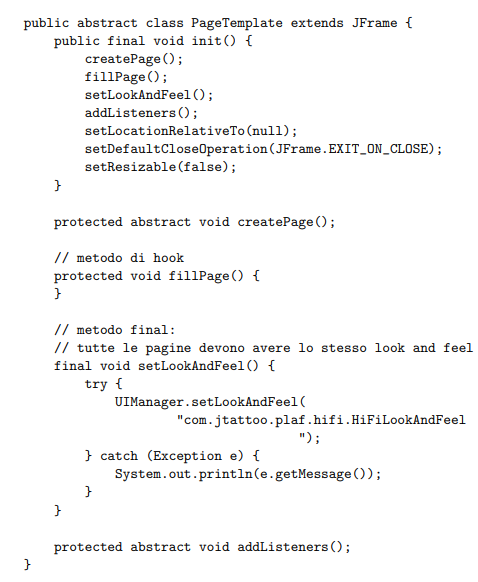 public abstract class PageTemplate extends JFrame {
    public final void init() {
        createPage();
        fillPage();
        setLookAndFeel();
        addListeners();
        setLocationRelativeTo(null);
        setDefaultCloseOperation(JFrame.EXIT_ON_CLOSE);
        setResizable(false);
    }

    protected abstract void createPage();

    // metodo di hook
    protected void fillPage() {
    }

    // metodo final:
    // tutte le pagine devono avere lo stesso look and feel
    final void setLookAndFeel() {
        try {
            UIManager.setLookAndFeel(
                    "com.jtattoo.plaf.hifi.HiFiLookAndFeel
                                    ");
        } catch (Exception e) {
            System.out.println(e.getMessage());
        }
    }

    protected abstract void addListeners();
}